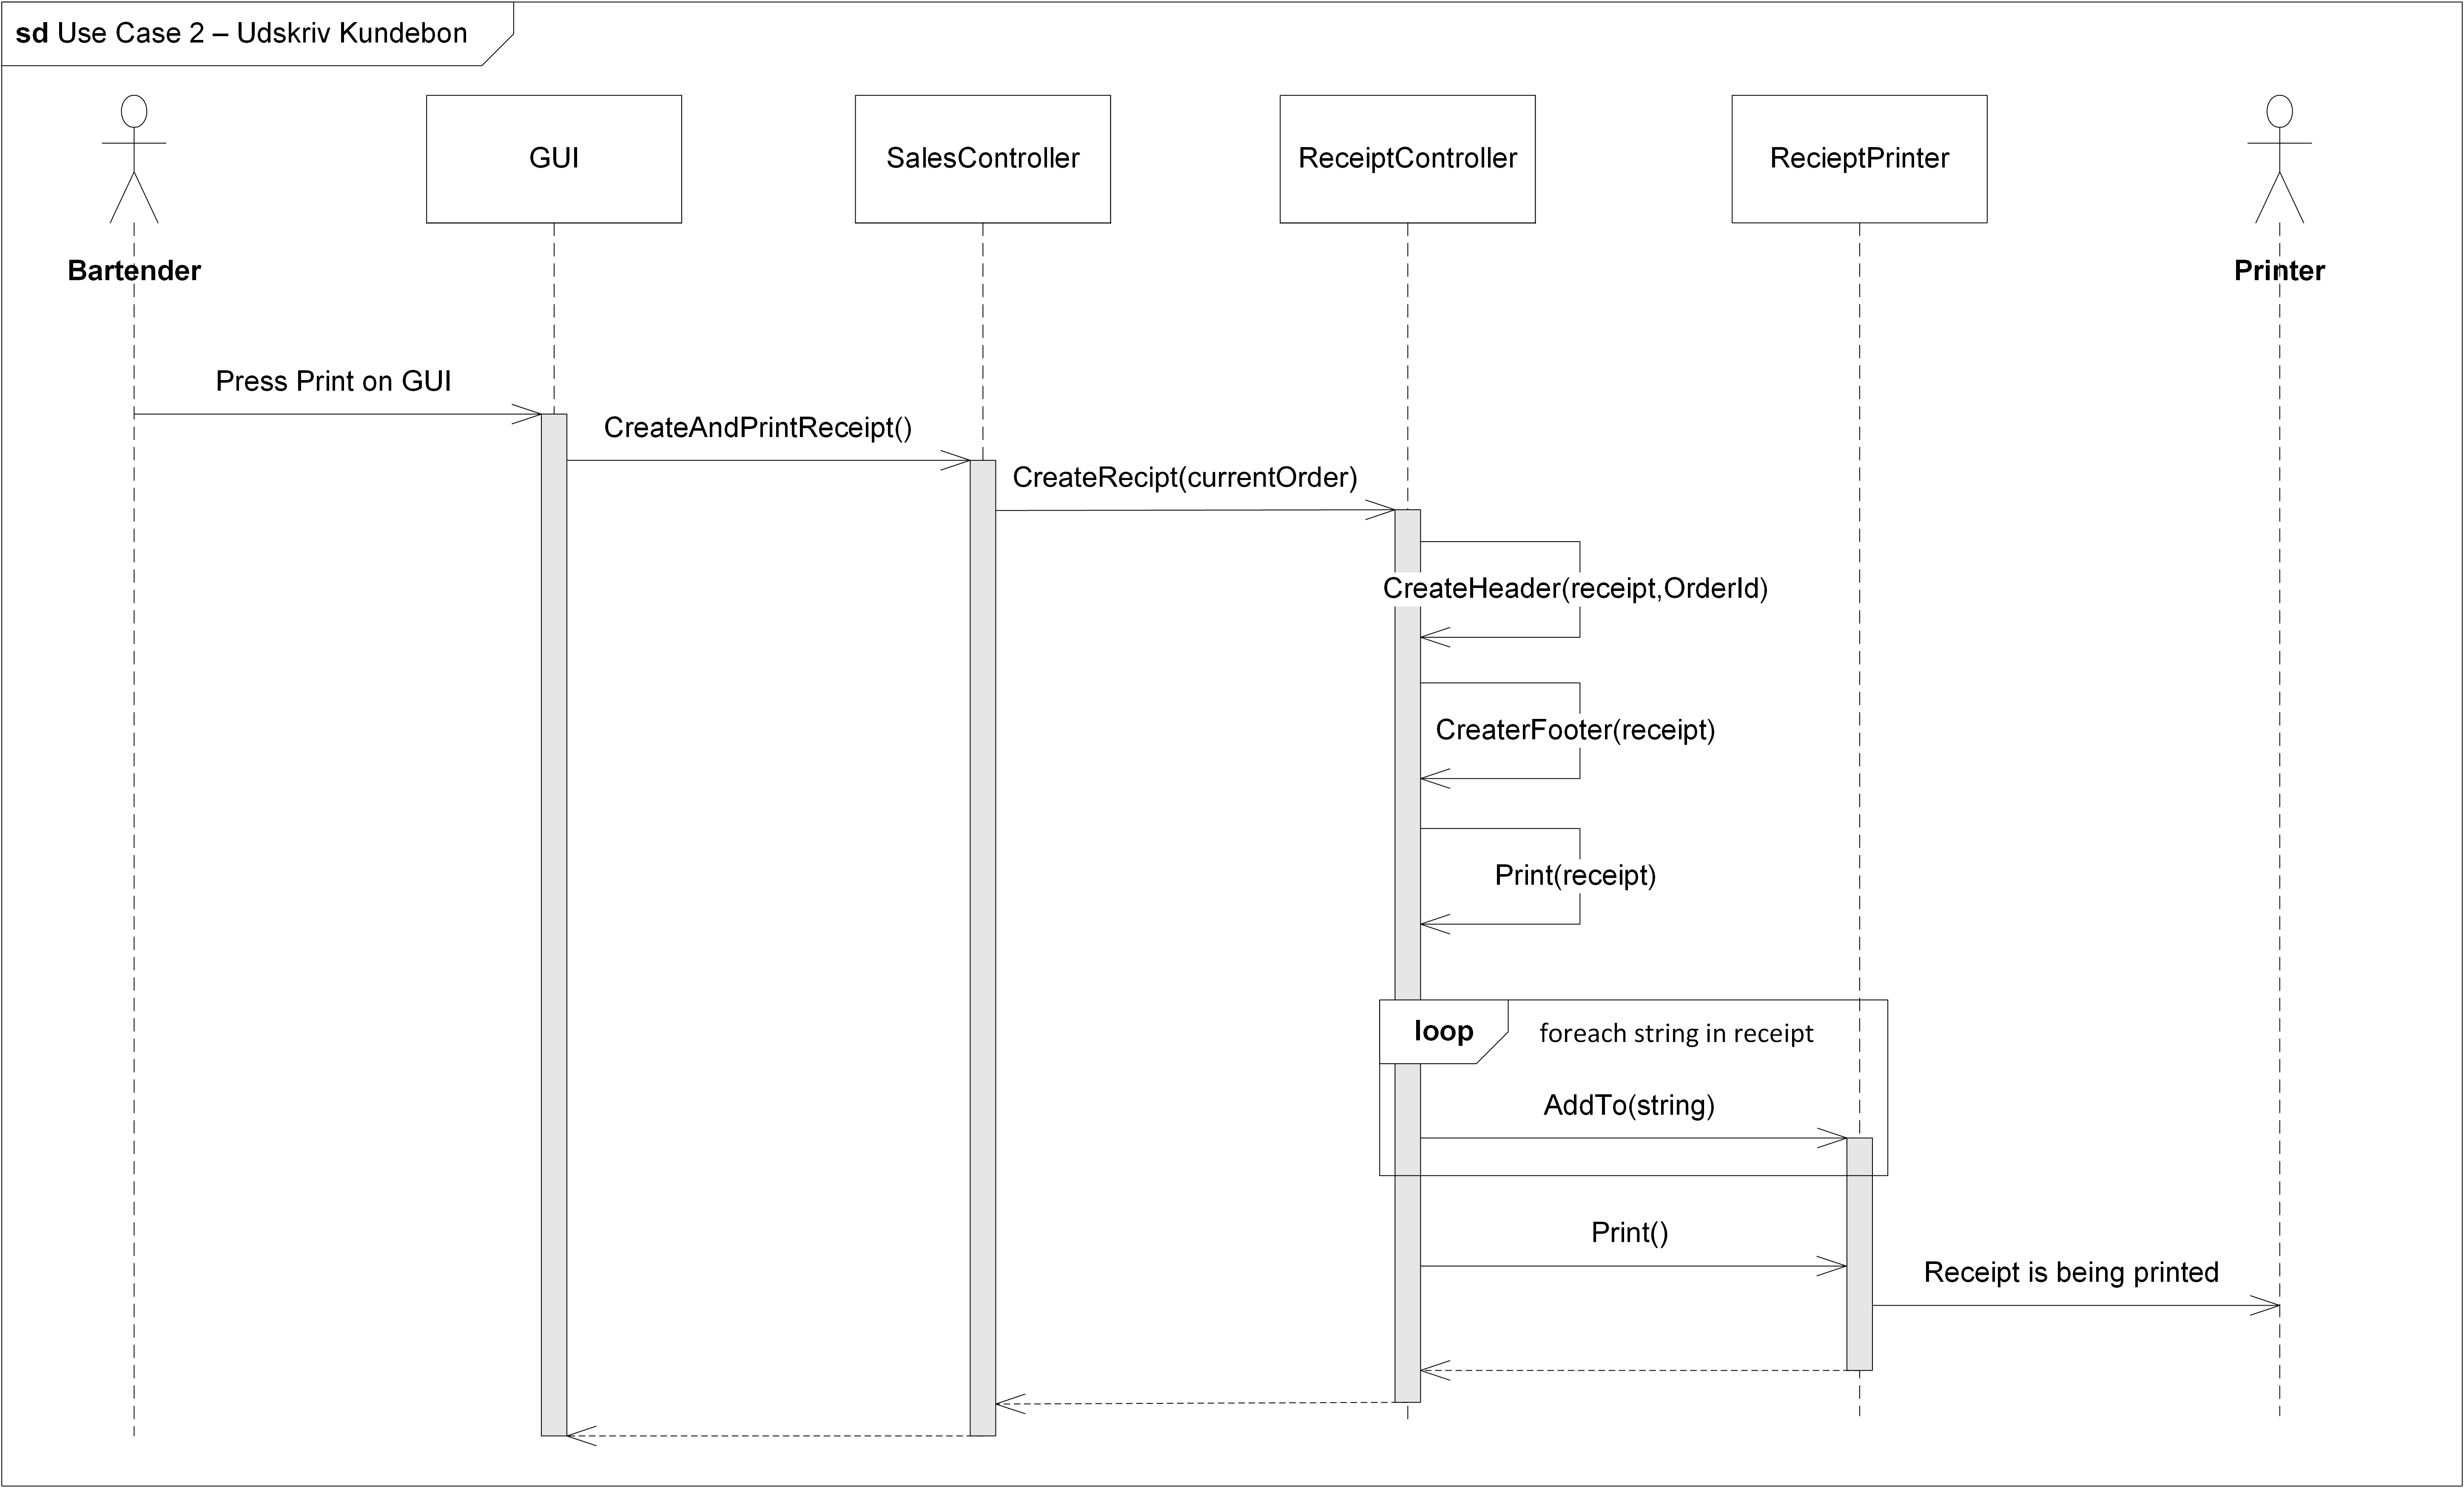 sd Use Case 2 – Udskriv Kundebon
GUI
SalesController
ReceiptController
RecieptPrinter
Bartender
Printer
Press Print on GUI
CreateAndPrintReceipt()
CreateRecipt(currentOrder)
CreateHeader(receipt,OrderId)
CreaterFooter(receipt)
Print(receipt)
loop
foreach string in receipt
AddTo(string)
Print()
Receipt is being printed